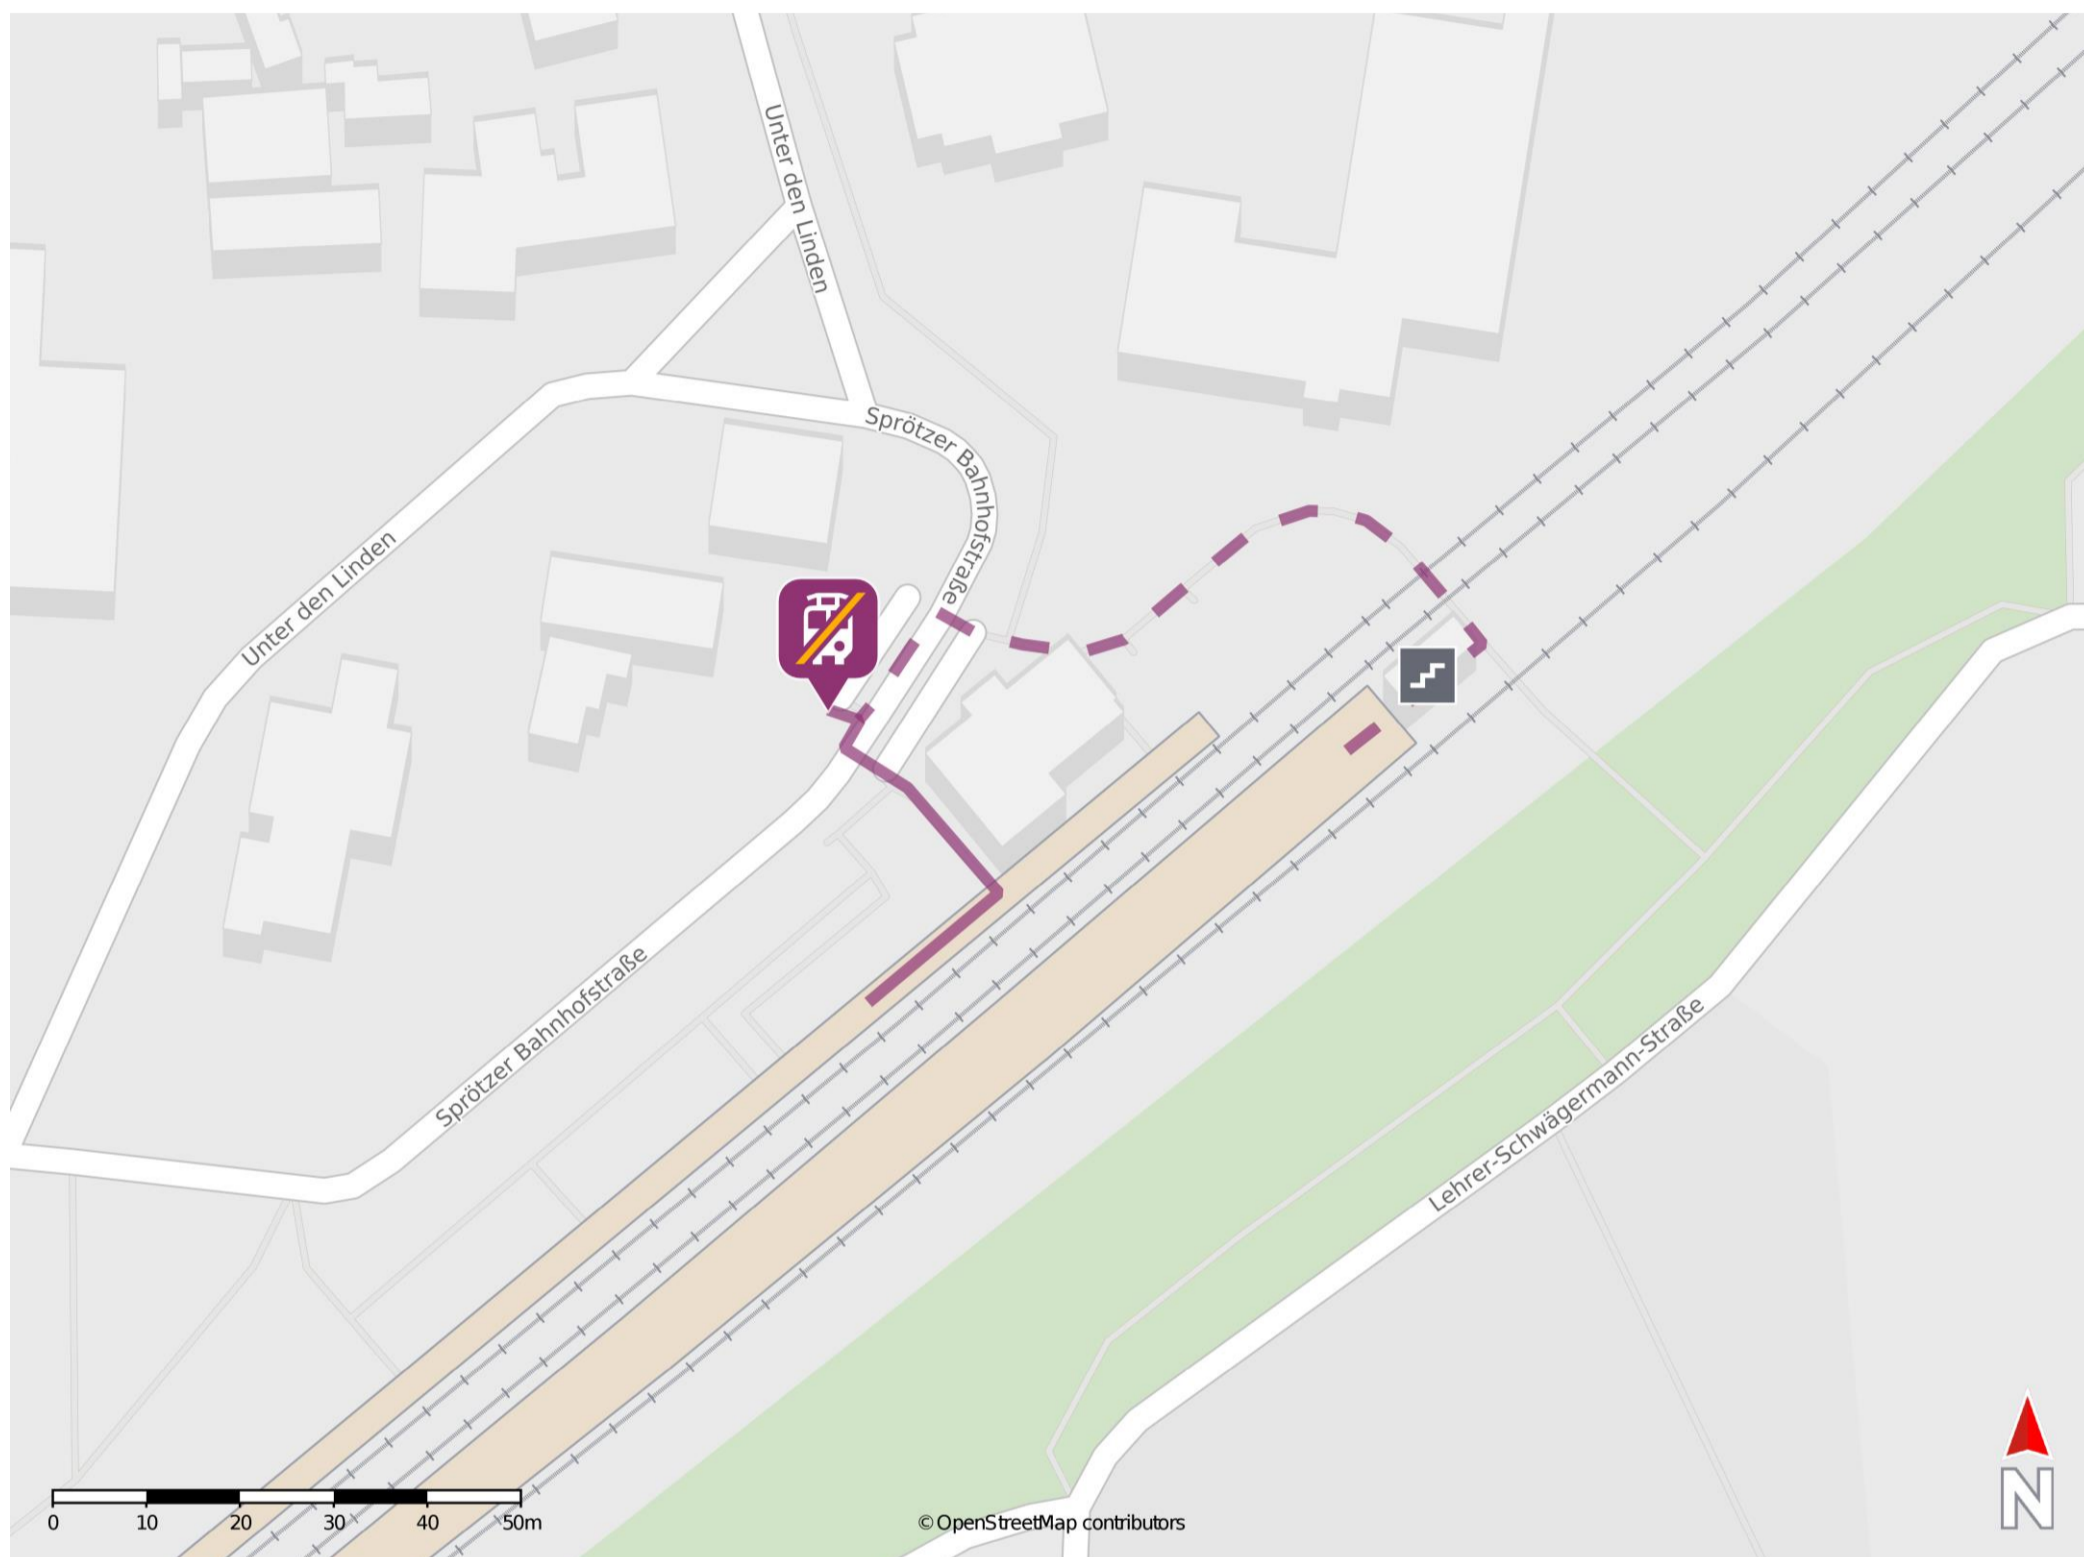 Unter den Linden
Sprötzer Bahnhofstraße
Unter den Linden
Sprötzer Bahnhofstraße
Lehrer-Schwägermann-Straße
0 10 20 30 40 50m
© OpenStreetMap contributors
N